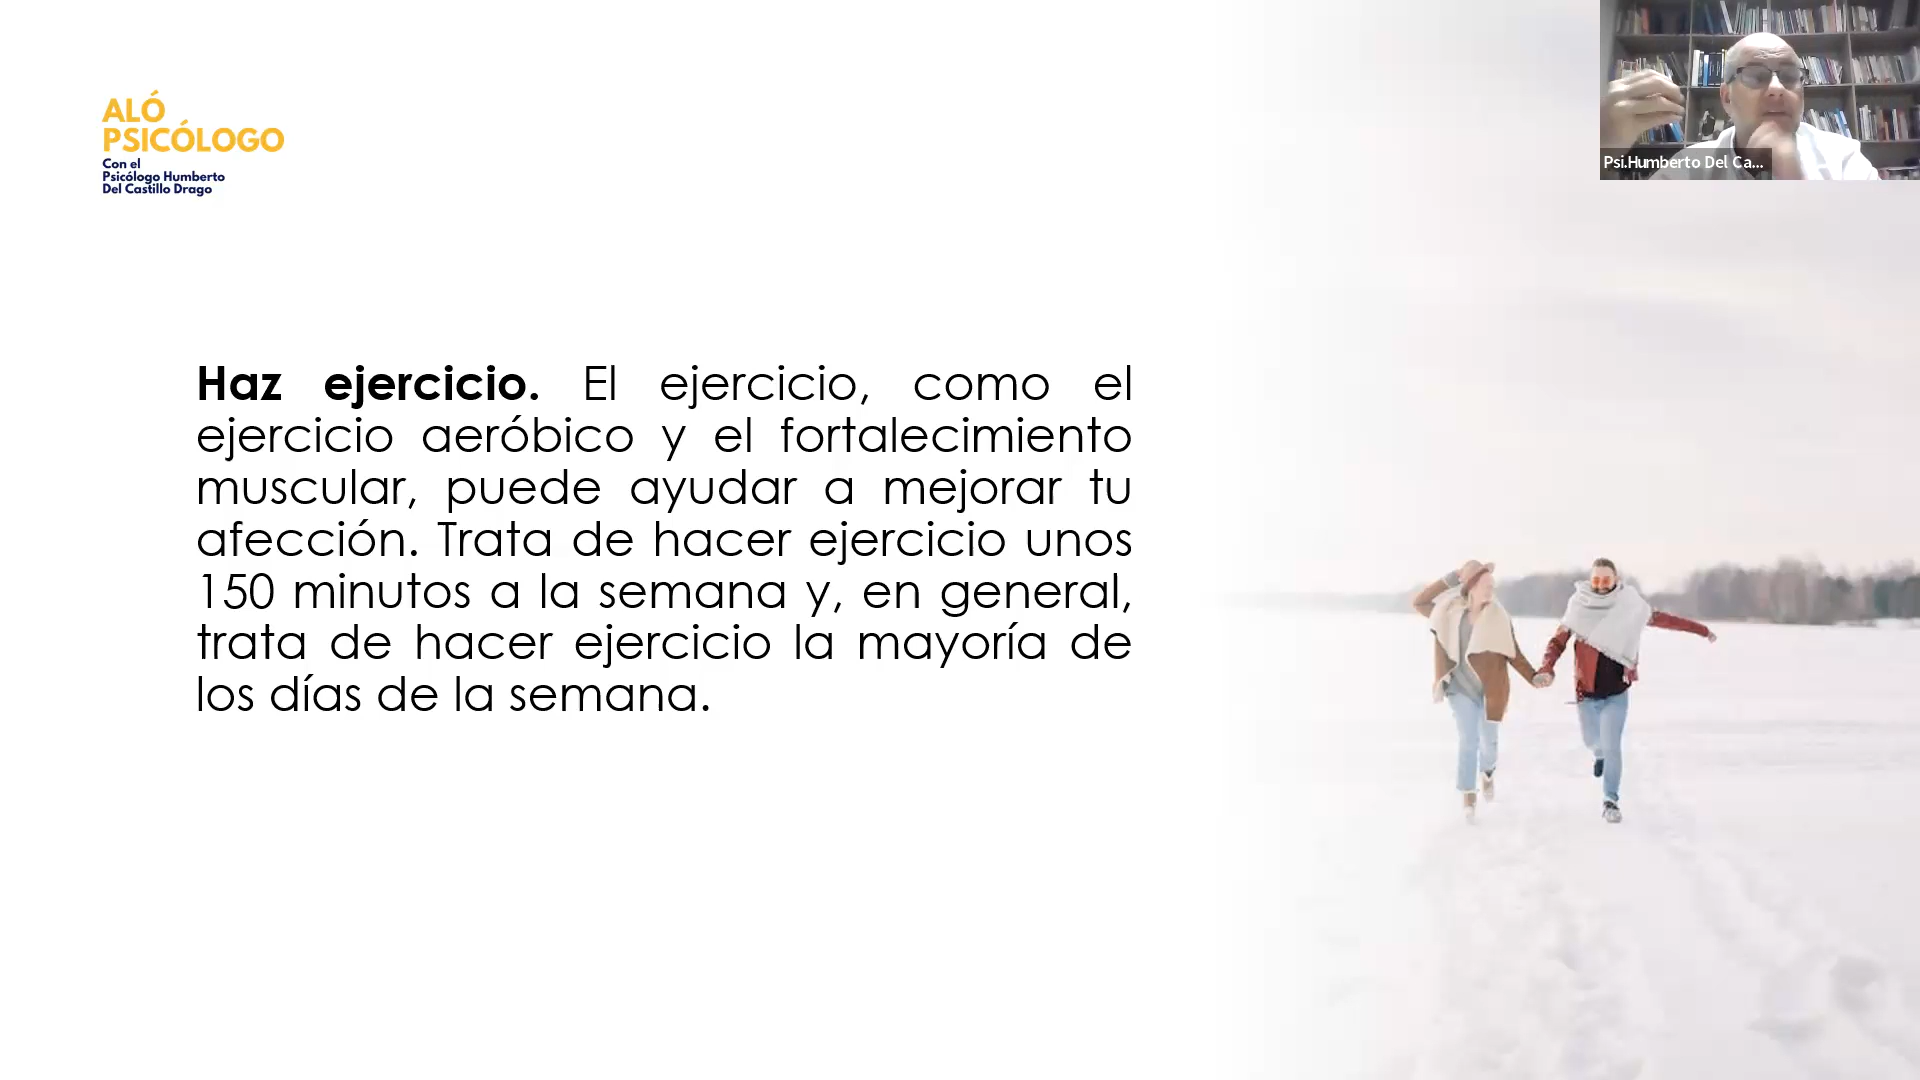 ALÓ
PSICÓLOGO
Con el
Psicólogo Humberto
Del Castillo Drago
Psi.Humberto Del Ca...
Haz ejercicio. El ejercicio, como el
ejercicio aeróbico y el fortalecimiento
muscular, puede ayudar a mejorar tu
afección. Trata de hacer ejercicio unos
150 minutos a la semana y, en general,
trata de hacer ejercicio la mayoría de
los días de la semana.